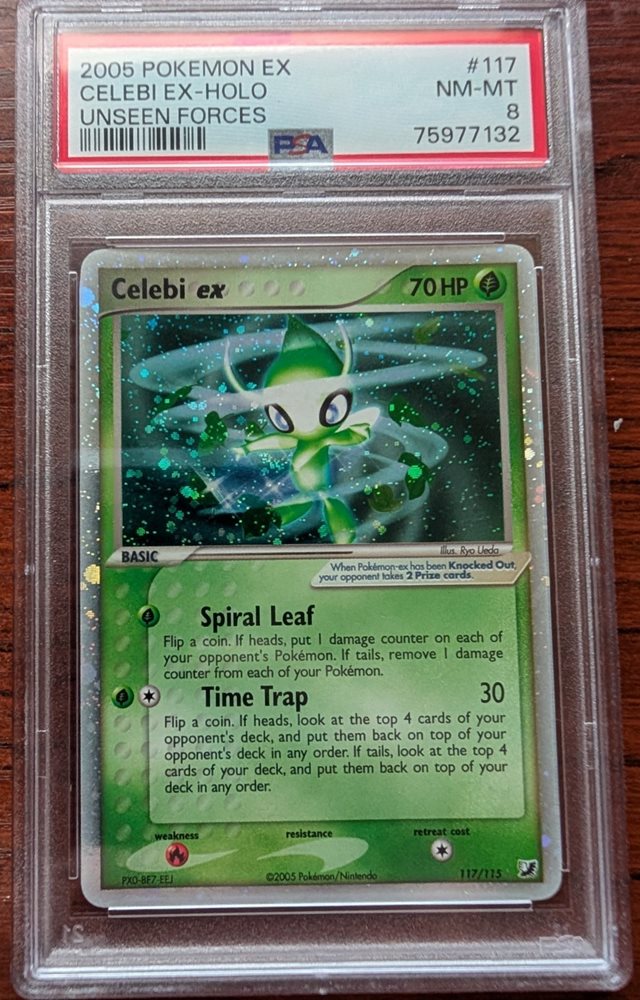 2005 POKEMON EX #117
CELEBI EX-HOLO NM-MT
UNSEEN FORCES 8
PSA 75977132
Celebi ex 70 HP
BASIC
Illus. Ryo Ueda
When Pokémon-ex has been Knocked Out,
your opponent takes 2 Prize cards.
Spiral Leaf
Flip a coin. If heads, put 1 damage counter on each of
your opponent's Pokémon. If tails, remove 1 damage
counter from each of your Pokémon.
Time Trap 30
Flip a coin. If heads, look at the top 4 cards of your
opponent's deck, and put them back on top of your
opponent's deck in any order. If tails, look at the top 4
cards of your deck, and put them back on top of your
deck in any order.
weakness resistance retreat cost
PX0-BF7-EEJ ©2005 Pokémon/Nintendo 117/115